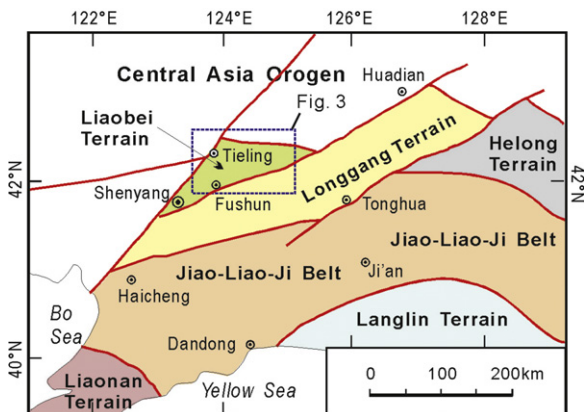 122°E
124°E
126°E
128°E
Central Asia Orogen
Huadian
Fig. 3
Liaobei
Terrain
Tieling
Longgang Terrain
Helong
Terrain
42°N
42°N
Shenyang
Fushun
Tonghua
Jiao-Liao-Ji Belt
Jiao-Liao-Ji Belt
Ji'an
Haicheng
Bo
Sea
Langlin Terrain
Dandong
40°N
Liaonan
Terrain
Yellow Sea
0 100 200km